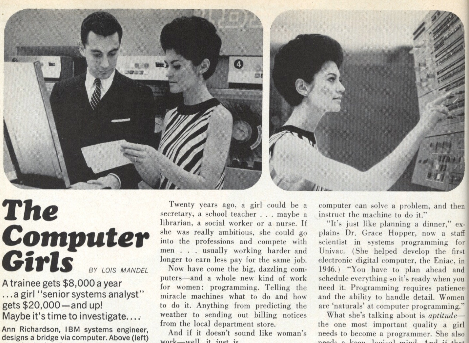 4
The
Computer
Girls
BY LOIS MANDEL
A trainee gets $8,000 a year
...a girl "senior systems analyst"
gets $20,000—and up!
Maybe it's time to investigate....
Ann Richardson, IBM systems engineer,
designs a bridge via computer. Above (left)
Twenty years ago, a girl could be a
secretary, a school teacher . . . maybe a
librarian, a social worker or a nurse. If
she was really ambitious, she could go
into the professions and compete with
men . . . usually working harder and
longer to earn less pay for the same job.
Now have come the big, dazzling com-
puters—and a whole new kind of work
for women: programming. Telling the
miracle machines what to do and how
to do it. Anything from predicting the
weather to sending out billing notices
from the local department store.
And if it doesn't sound like woman's
work—well, it just is.
computer can solve a problem, and then
instruct the machine to do it."
"It's just like planning a dinner," ex-
plains Dr. Grace Hopper, now a staff
scientist in systems programming for
Univac. (She helped develop the first
electronic digital computer, the Eniac, in
1946.) "You have to plan ahead and
schedule everything so it's ready when you
need it. Programming requires patience
and the ability to handle detail. Women
are 'naturals' at computer programming."
What she's talking about is aptitude—
the one most important quality a girl
needs to become a programmer. She also
needs a keen, logical mind. And if that